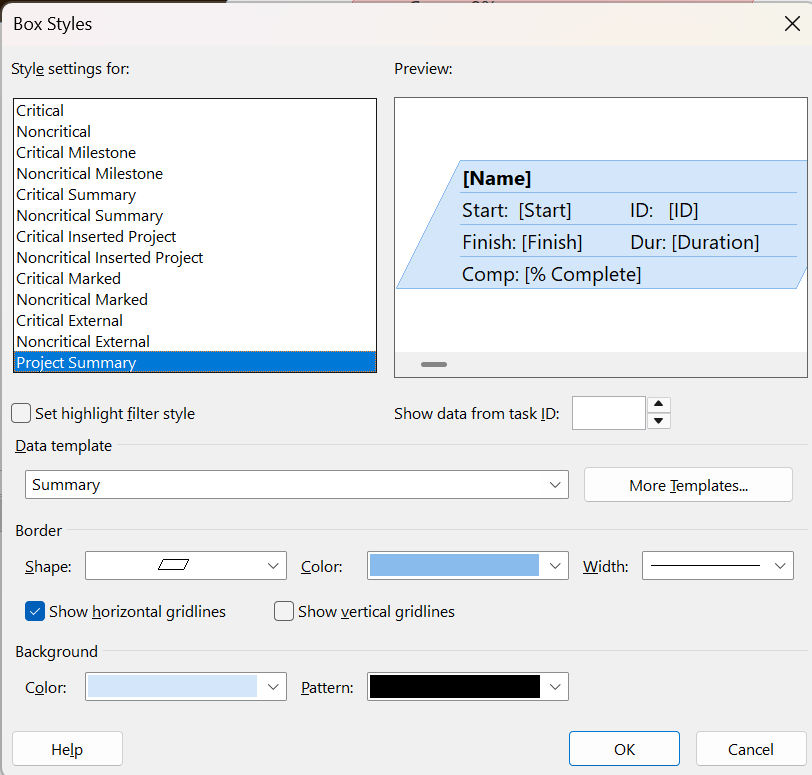 Box Styles
Style settings for:
Preview:
Critical
Noncritical
Critical Milestone
Noncritical Milestone
Critical Summary
Noncritical Summary
Critical Inserted Project
Noncritical Inserted Project
Critical Marked
Noncritical Marked
Critical External
Noncritical External
Project Summary
[Name]
Start: [Start] ID: [ID]
Finish: [Finish] Dur: [Duration]
Comp: [% Complete]
Set highlight filter style
Show data from task ID:
Data template
Summary
More Templates...
Border
Shape:
Color:
Width:
Show horizontal gridlines
Show vertical gridlines
Background
Color:
Pattern:
Help
OK
Cancel